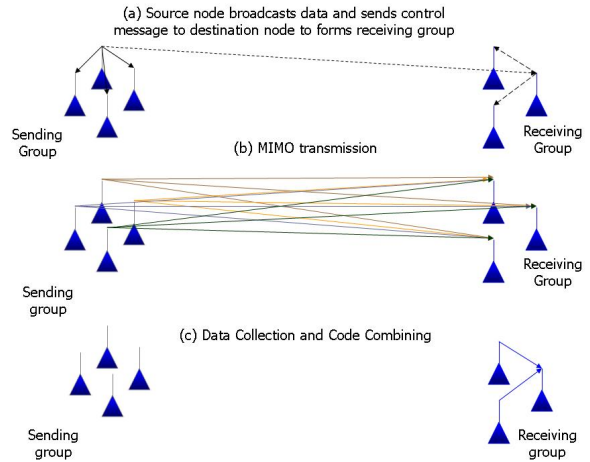 (a) Source node broadcasts data and sends control
message to destination node to forms receiving group
Sending
Group
Receiving
Group
(b) MIMO transmission
Sending
group
Receiving
Group
(c) Data Collection and Code Combining
Sending
group
Receiving
group